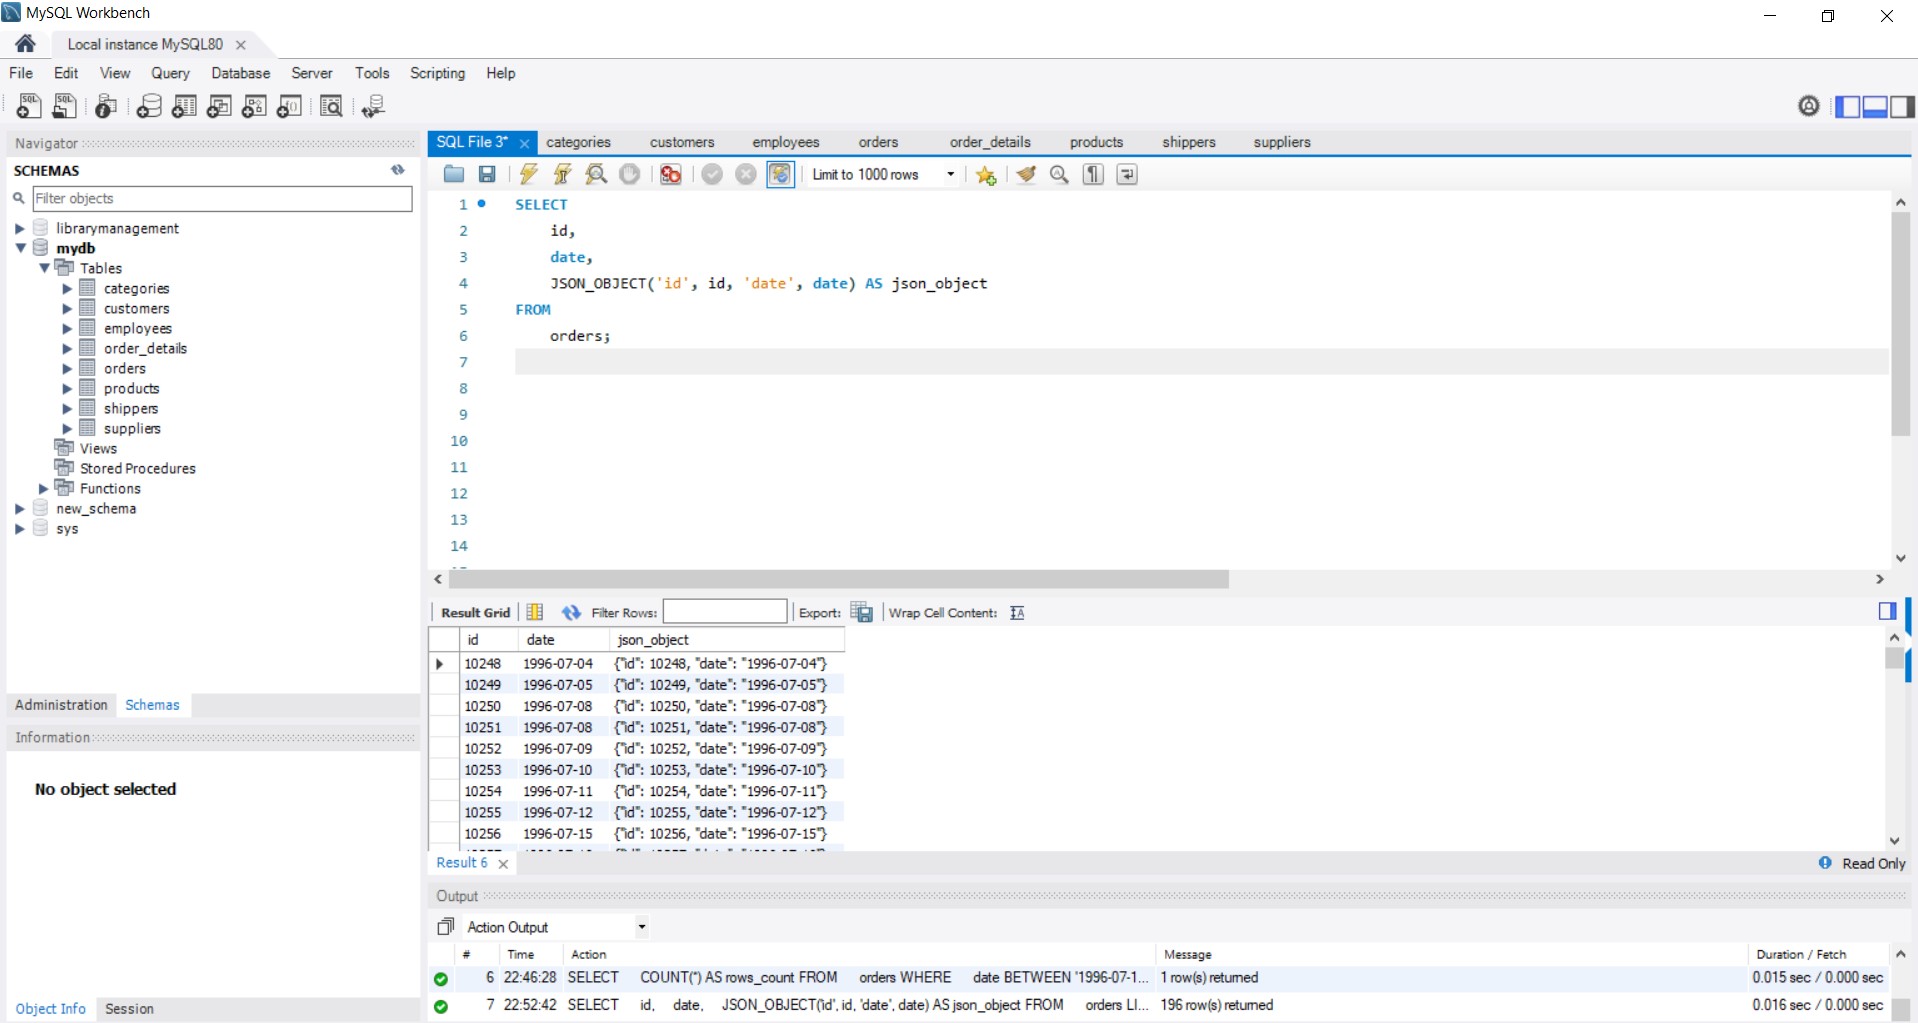 MySQL Workbench
Local instance MySQL80
File Edit View Query Database Server Tools Scripting Help
Navigator
SCHEMAS
Filter objects
librarymanagement
mydb
Tables
categories
customers
employees
order_details
orders
products
shippers
suppliers
Views
Stored Procedures
Functions
new_schema
sys
Administration Schemas
Information
No object selected
Object Info Session
SQL File 3* categories customers employees orders order_details products shippers suppliers
Limit to 1000 rows
1 SELECT
2 id,
3 date,
4 JSON_OBJECT('id', id, 'date', date) AS json_object
5 FROM
6 orders;
7
8
9
10
11
12
13
14
Result Grid Filter Rows: Export: Wrap Cell Content:
id date json_object
10248 1996-07-04 {"id": 10248, "date": "1996-07-04"}
10249 1996-07-05 {"id": 10249, "date": "1996-07-05"}
10250 1996-07-08 {"id": 10250, "date": "1996-07-08"}
10251 1996-07-08 {"id": 10251, "date": "1996-07-08"}
10252 1996-07-09 {"id": 10252, "date": "1996-07-09"}
10253 1996-07-10 {"id": 10253, "date": "1996-07-10"}
10254 1996-07-11 {"id": 10254, "date": "1996-07-11"}
10255 1996-07-12 {"id": 10255, "date": "1996-07-12"}
10256 1996-07-15 {"id": 10256, "date": "1996-07-15"}
Result 6 Read Only
Output
Action Output
# Time Action Message Duration / Fetch
6 22:46:28 SELECT COUNT(*) AS rows_count FROM orders WHERE date BETWEEN '1996-07-1... 1 row(s) returned 0.015 sec / 0.000 sec
7 22:52:42 SELECT id, date, JSON_OBJECT('id', id, 'date', date) AS json_object FROM orders LI... 196 row(s) returned 0.016 sec / 0.000 sec